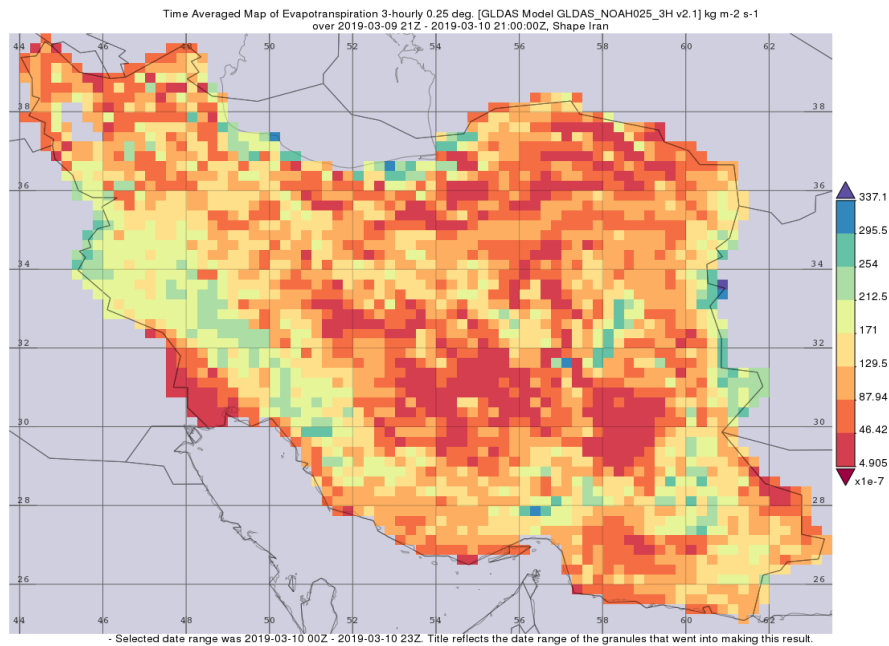 Time Averaged Map of Evapotranspiration 3-hourly 0.25 deg. [GLDAS Model GLDAS_NOAH025_3H v2.1] kg m-2 s-1
over 2019-03-09 21Z - 2019-03-10 21:00:00Z, Shape Iran
44 46 48 50 52 54 56 58 60 62
38 38
36 36
34 34
32 32
30 30
28 28
26 26
337.1
295.5
254
212.5
171
129.5
87.94
46.42
4.905
x1e-7
44 46 48 50 52 54 56 58 60 62
- Selected date range was 2019-03-10 00Z - 2019-03-10 23Z. Title reflects the date range of the granules that went into making this result.